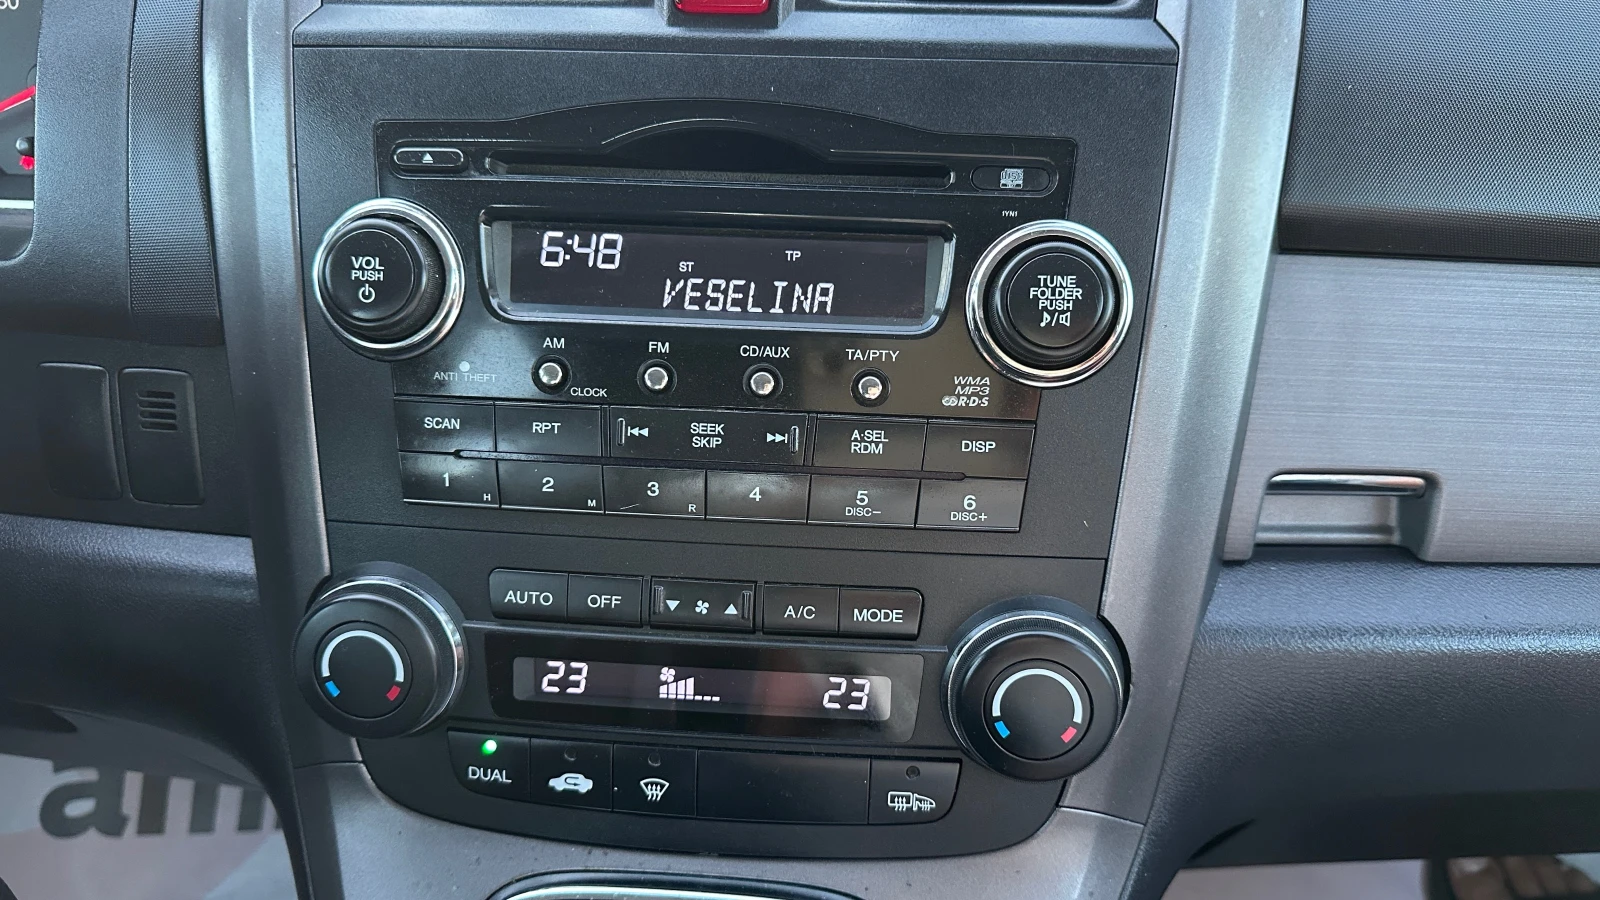 1YN1
6:48
ST
TP
VESELINA
VOL
PUSH
TUNE
FOLDER
PUSH
AM
FM
CD/AUX
TA/PTY
ANTI THEFT
CLOCK
WMA
MP3
R·D·S
SCAN
RPT
SEEK
SKIP
A·SEL
RDM
DISP
1 H
2 M
3 R
4
5
DISC−
6
DISC+
AUTO
OFF
A/C
MODE
23
23
DUAL
am